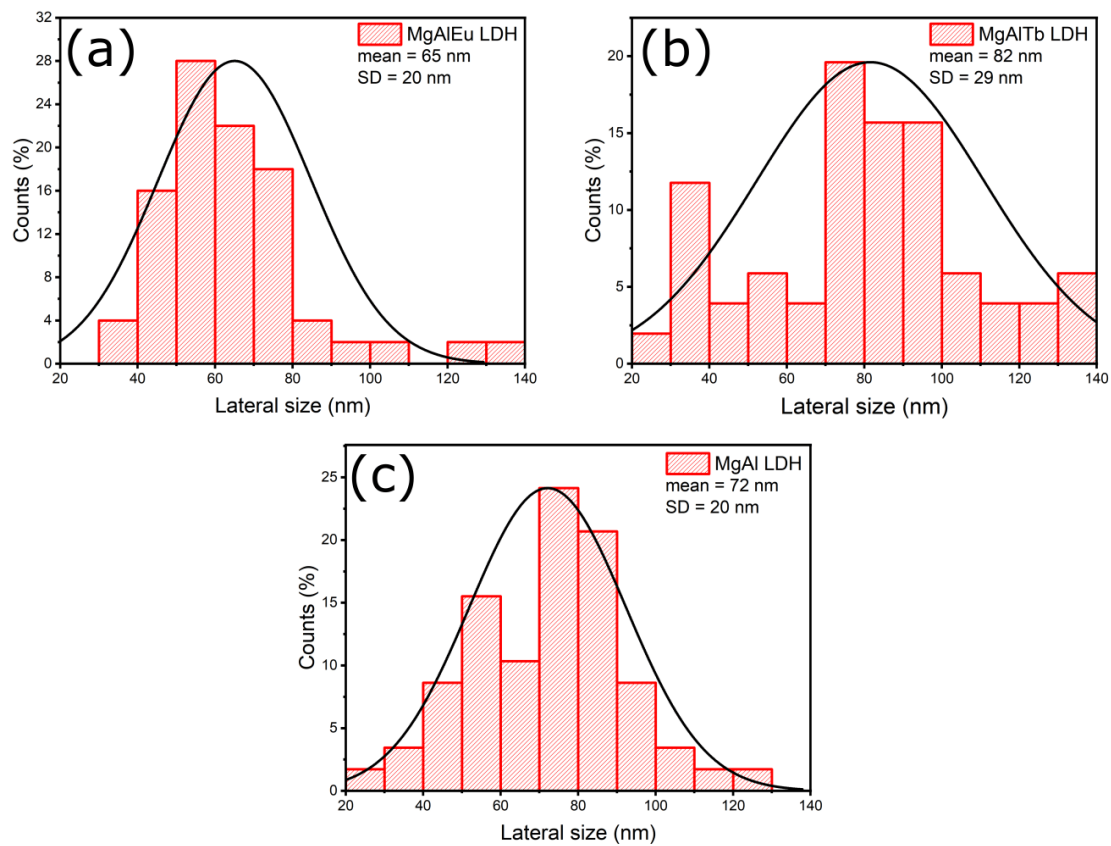 (a)
MgAlEu LDH
mean = 65 nm
SD = 20 nm
32
28
24
20
16
12
8
4
0
Counts (%)
20 40 60 80 100 120 140
Lateral size (nm)
(b)
MgAlTb LDH
mean = 82 nm
SD = 29 nm
20
15
10
5
0
Counts (%)
20 40 60 80 100 120 140
Lateral size (nm)
(c)
MgAl LDH
mean = 72 nm
SD = 20 nm
25
20
15
10
5
0
Counts (%)
20 40 60 80 100 120 140
Lateral size (nm)